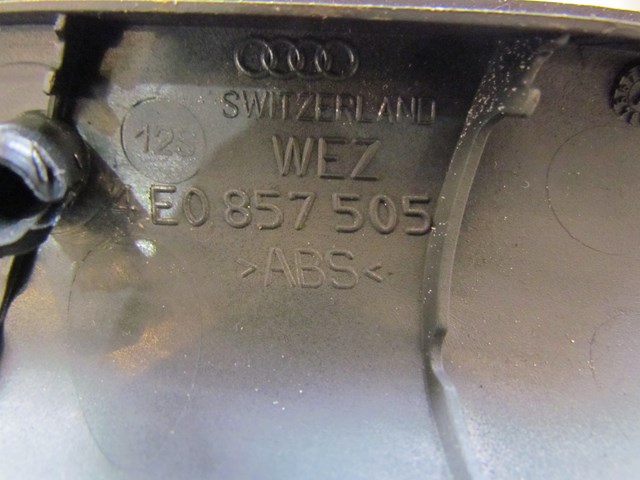 SWITZERLAND
WEZ
4E0 857 505
>ABS<